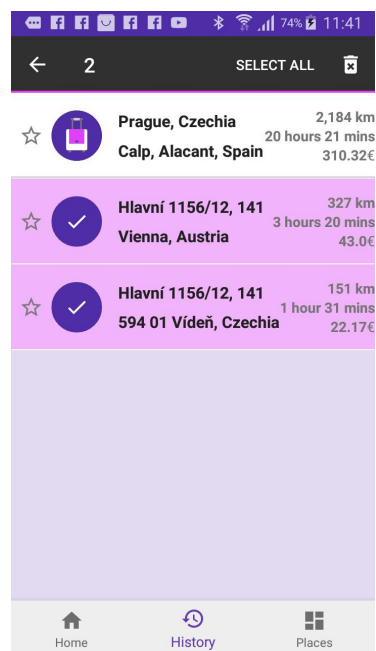 74% 11:41
2 SELECT ALL
Prague, Czechia
2,184 km
20 hours 21 mins
Calp, Alacant, Spain
310.32€
Hlavní 1156/12, 141
327 km
3 hours 20 mins
Vienna, Austria
43.0€
Hlavní 1156/12, 141
151 km
1 hour 31 mins
594 01 Vídeň, Czechia
22.17€
Home History Places